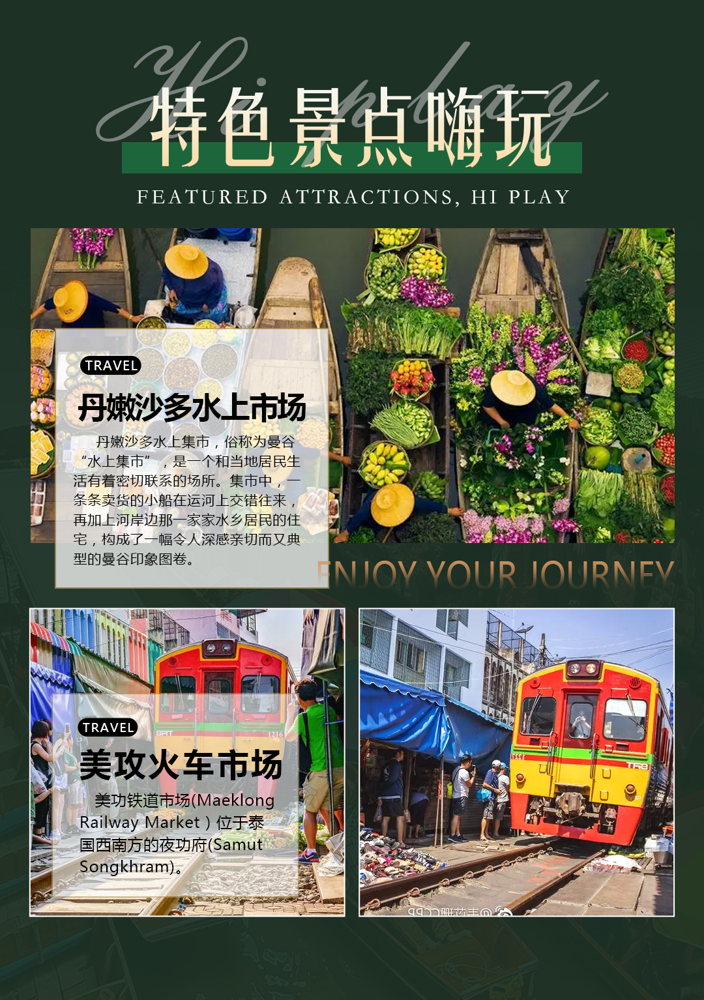 Hi play
特色景点嗨玩
FEATURED ATTRACTIONS, HI PLAY
TRAVEL
丹嫩沙多水上市场
丹嫩沙多水上集市，俗称为曼谷
“水上集市”，是一个和当地居民生
活有着密切联系的场所。集市中，一
条条卖货的小船在运河上交错往来，
再加上河岸边那一家家水乡居民的住
宅，构成了一幅令人深感亲切而又典
型的曼谷印象图卷。
ENJOY YOUR JOURNEY
TRAVEL
美攻火车市场
美功铁道市场(Maeklong
Railway Market）位于泰
国西南方的夜功府(Samut
Songkhram)。
SRT
1216